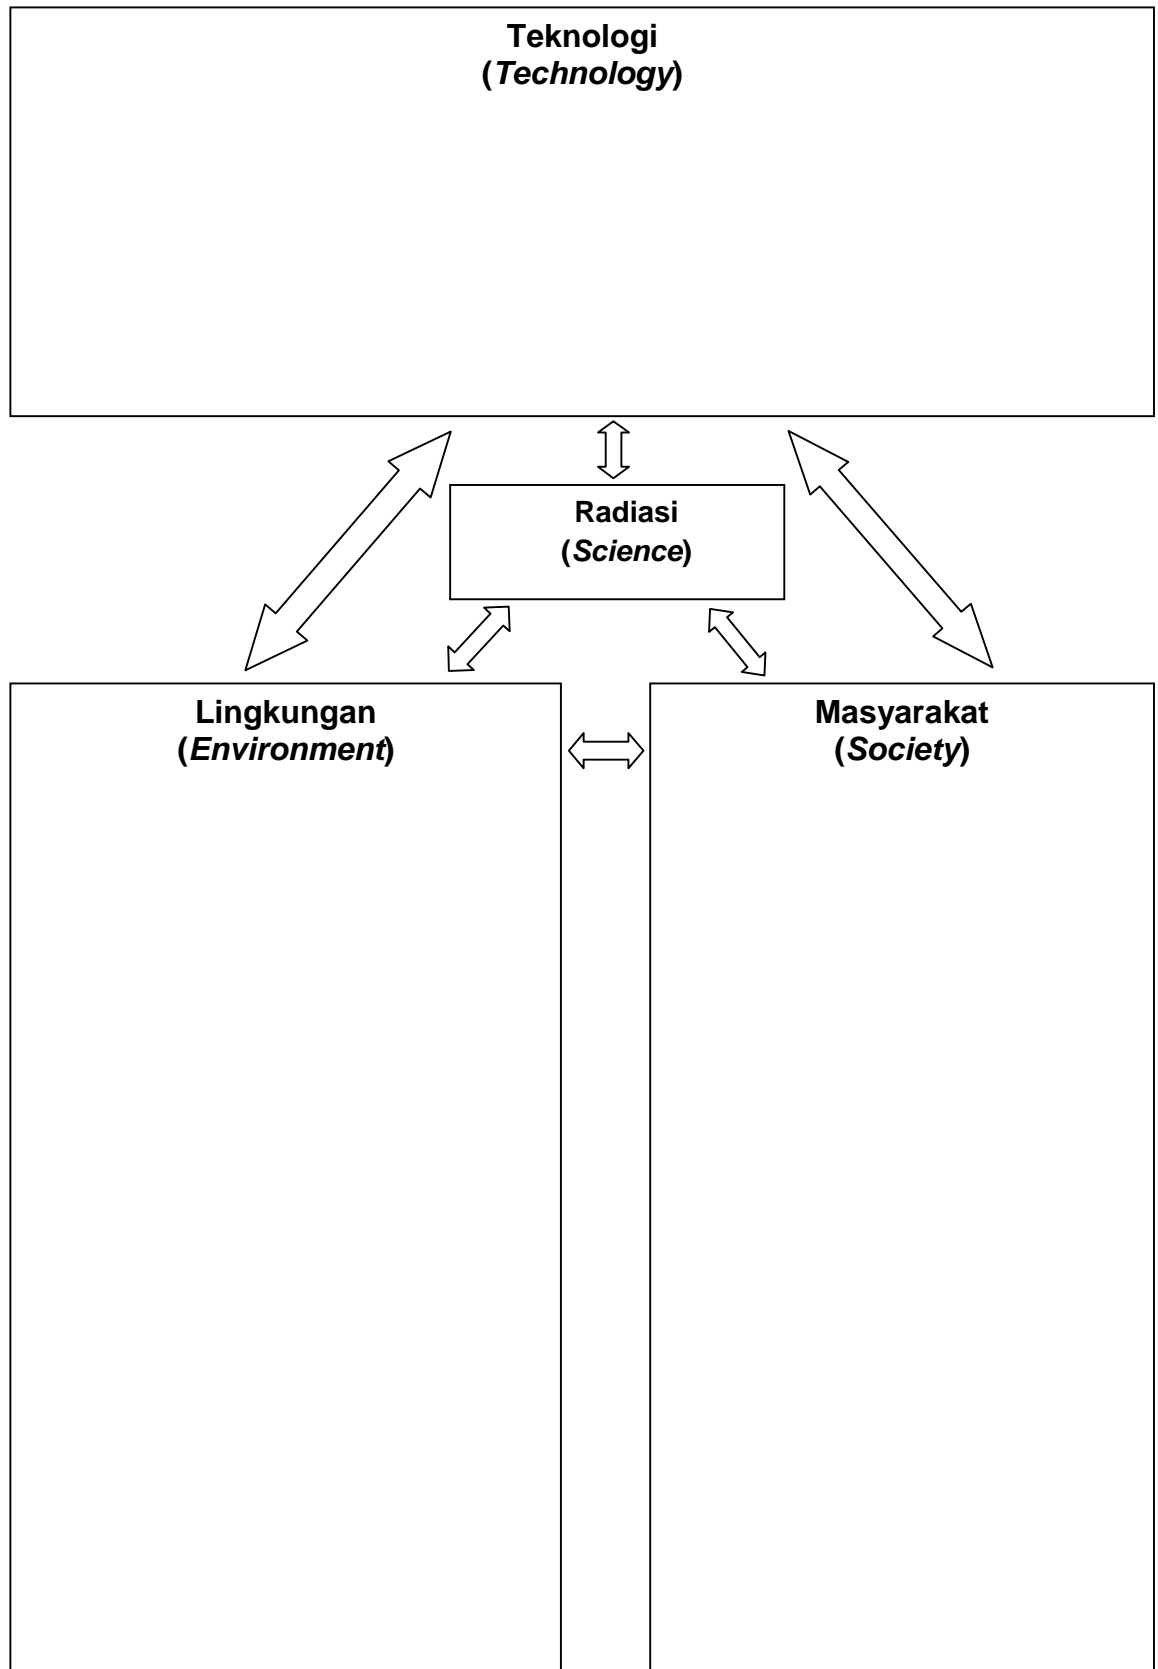 Teknologi
(Technology)
Radiasi
(Science)
Lingkungan
(Environment)
Masyarakat
(Society)